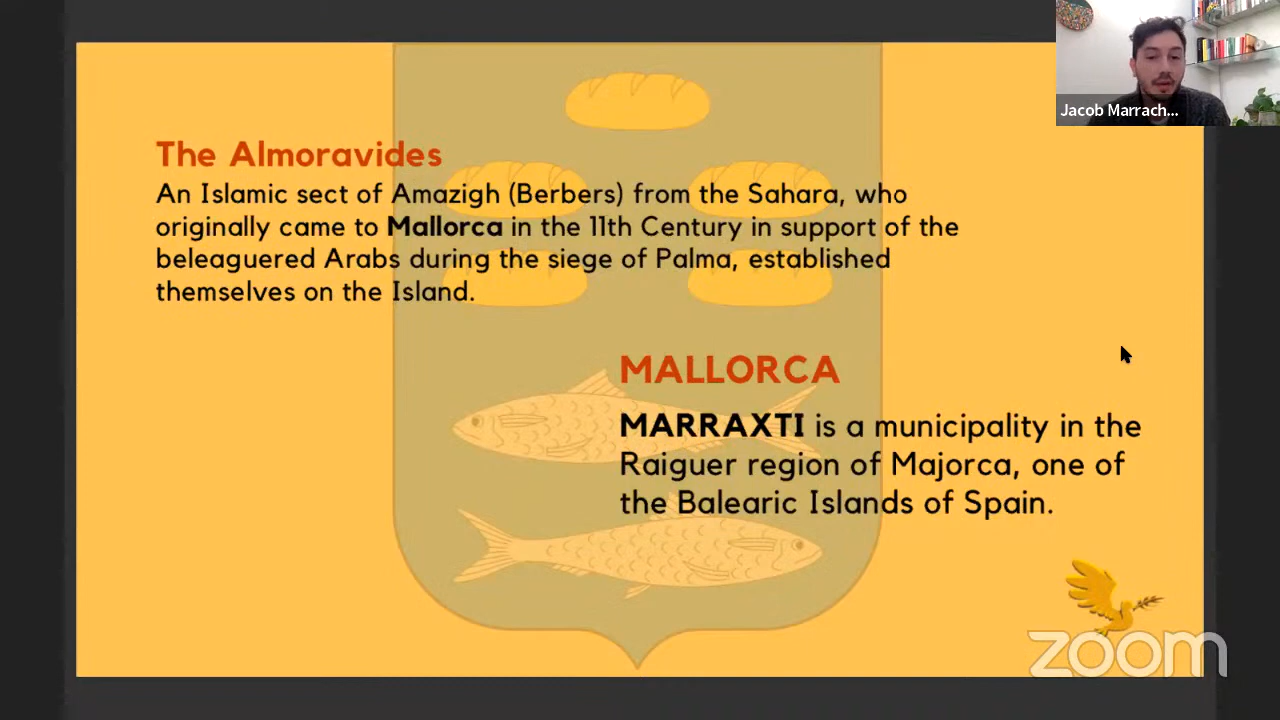 Jacob Marrach...
The Almoravides
An Islamic sect of Amazigh (Berbers) from the Sahara, who
originally came to Mallorca in the 11th Century in support of the
beleaguered Arabs during the siege of Palma, established
themselves on the Island.
MALLORCA
MARRAXTI is a municipality in the
Raiguer region of Majorca, one of
the Balearic Islands of Spain.
zoom